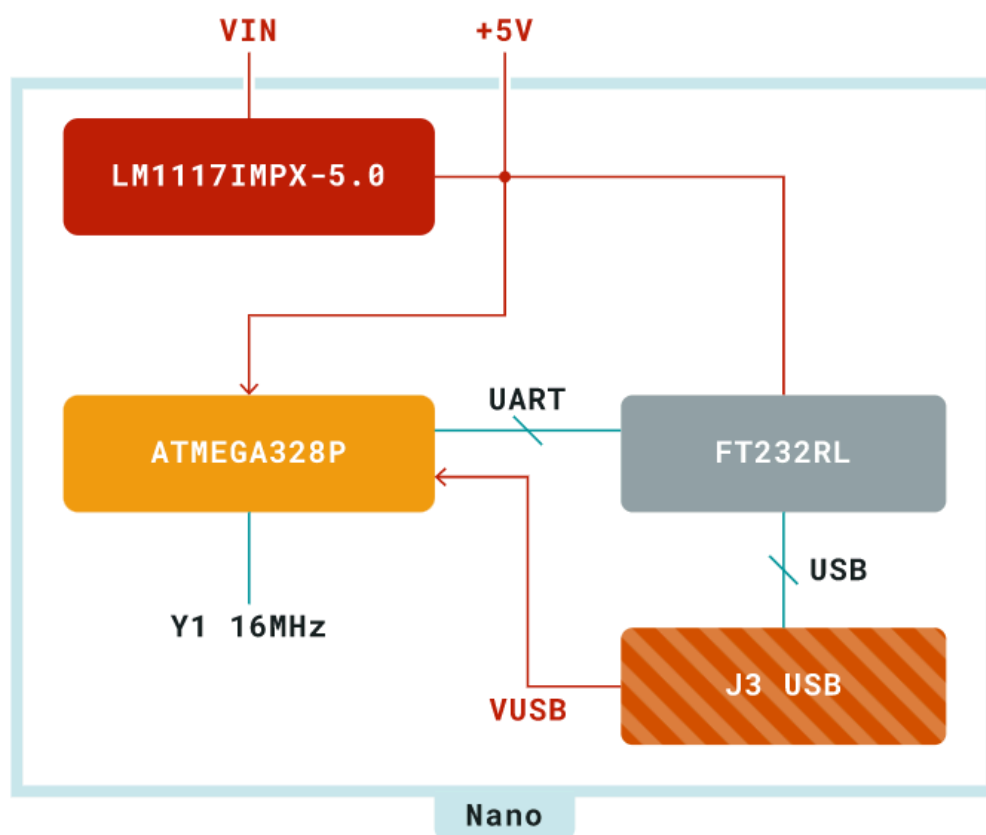 VIN
+5V
LM1117IMPX-5.0
UART
ATMEGA328P
FT232RL
USB
Y1 16MHz
J3 USB
VUSB
Nano